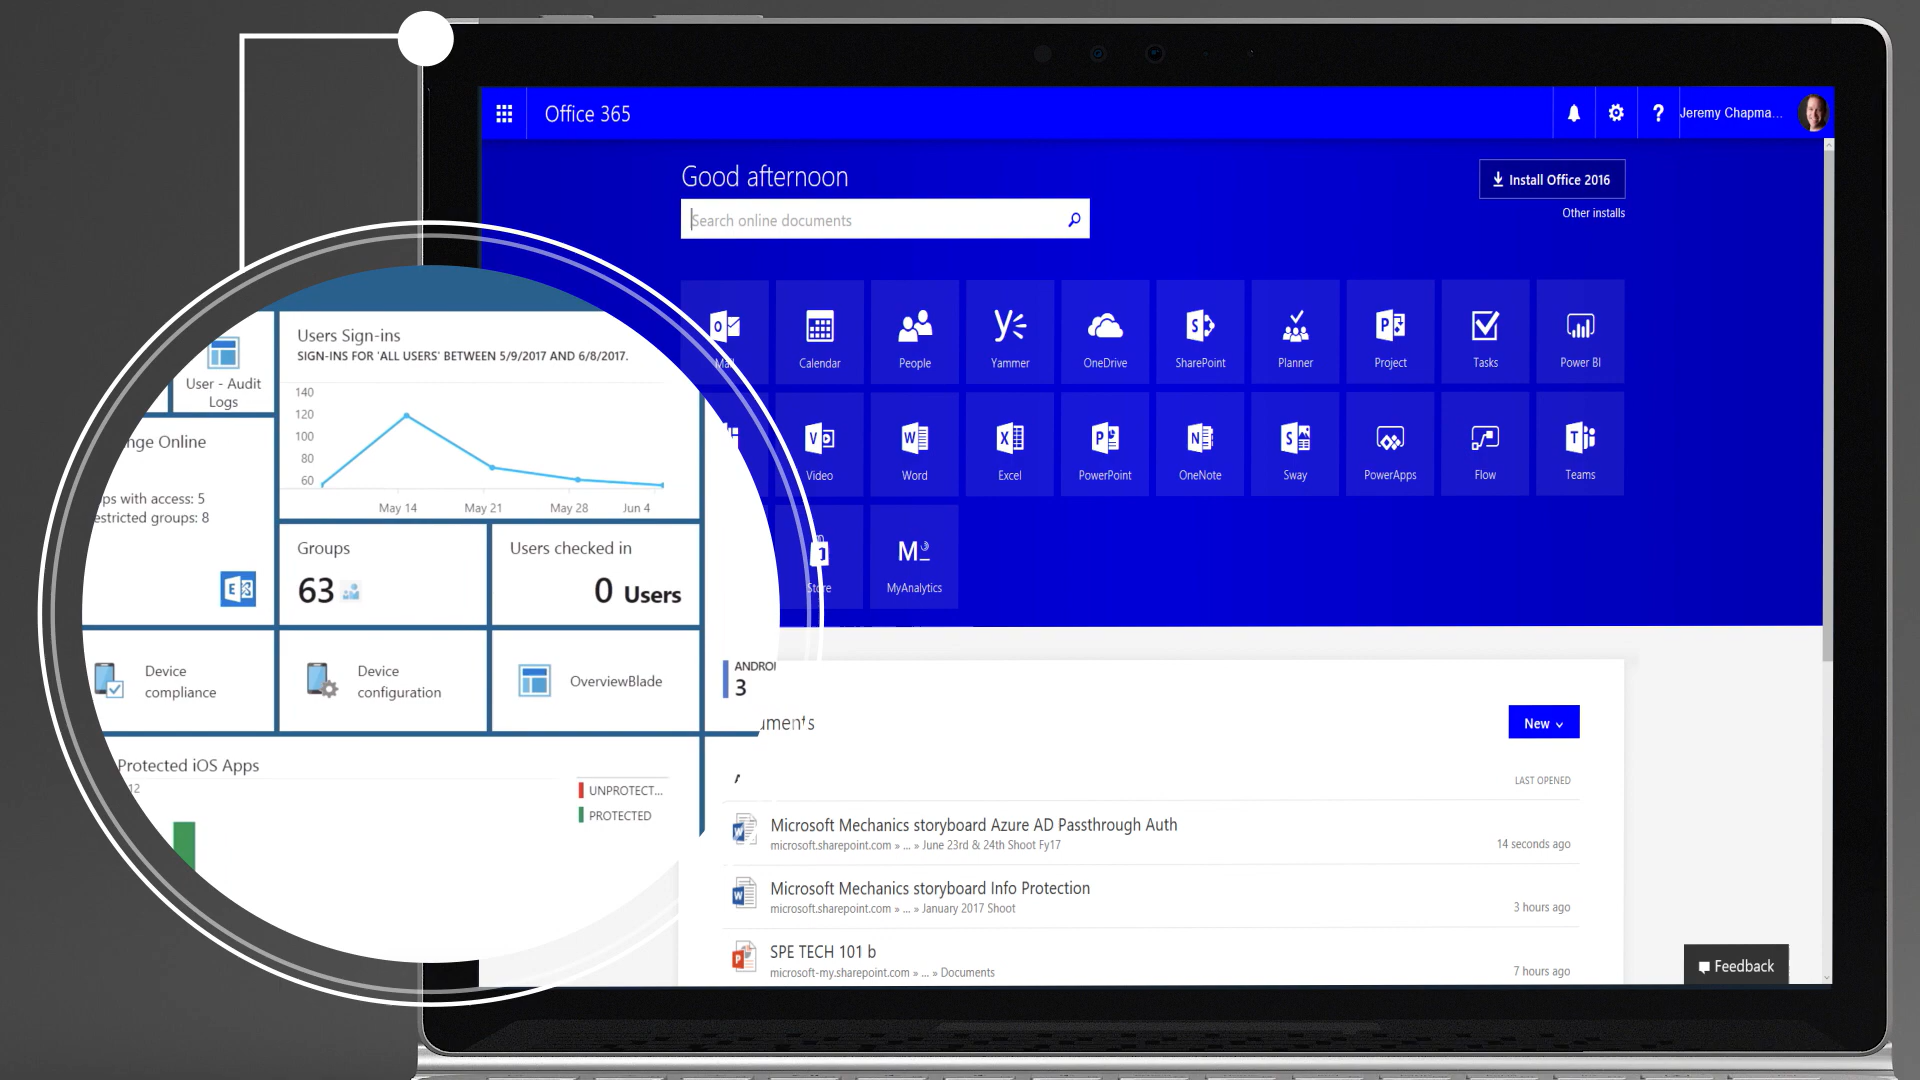 Office 365
Jeremy Chapma...
Good afternoon
Install Office 2016
Search online documents
Other installs
Calendar
People
Yammer
OneDrive
SharePoint
Planner
Project
Tasks
Power BI
Video
Word
Excel
PowerPoint
OneNote
Sway
PowerApps
Flow
Teams
Store
MyAnalytics
Users Sign-ins
SIGN-INS FOR 'ALL USERS' BETWEEN 5/9/2017 AND 6/8/2017.
User - Audit
Logs
140
120
100
80
60
May 14
May 21
May 28
Jun 4
nge Online
ps with access: 5
estricted groups: 8
Groups
63
Users checked in
0 Users
Device
compliance
Device
configuration
OverviewBlade
ANDROI
3
Protected iOS Apps
12
UNPROTECT...
PROTECTED
uments
New
LAST OPENED
Microsoft Mechanics storyboard Azure AD Passthrough Auth
microsoft.sharepoint.com » ... » June 23rd & 24th Shoot Fy17
14 seconds ago
Microsoft Mechanics storyboard Info Protection
microsoft.sharepoint.com » ... » January 2017 Shoot
3 hours ago
SPE TECH 101 b
microsoft-my.sharepoint.com » ... » Documents
7 hours ago
Feedback